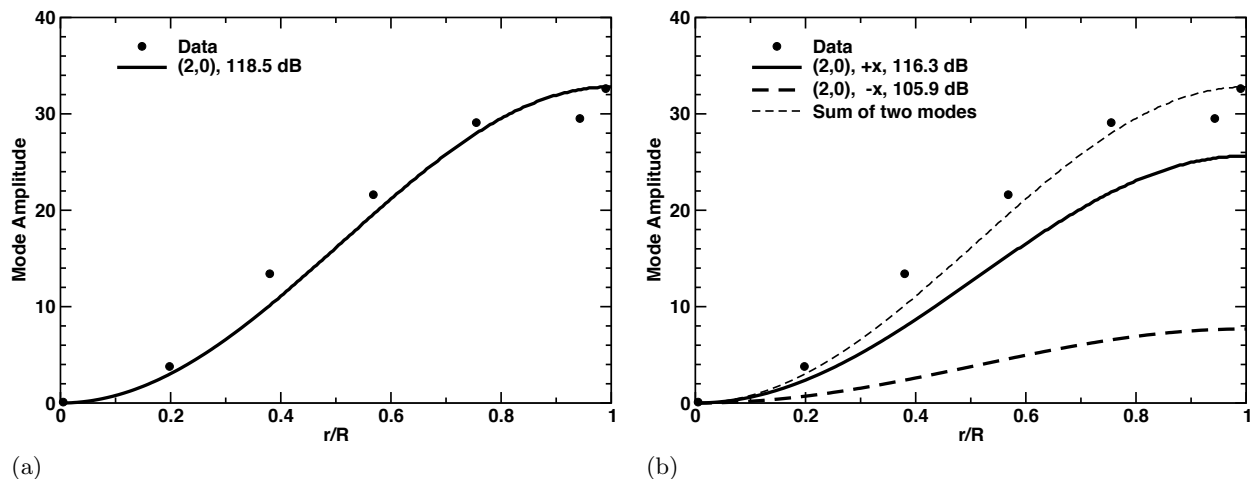 40
30
20
10
0
0
0.2
0.4
0.6
0.8
1
Mode Amplitude
r/R
Data
(2,0), 118.5 dB
(a)
40
30
20
10
0
0
0.2
0.4
0.6
0.8
1
Mode Amplitude
r/R
Data
(2,0), +x, 116.3 dB
(2,0), -x, 105.9 dB
Sum of two modes
(b)